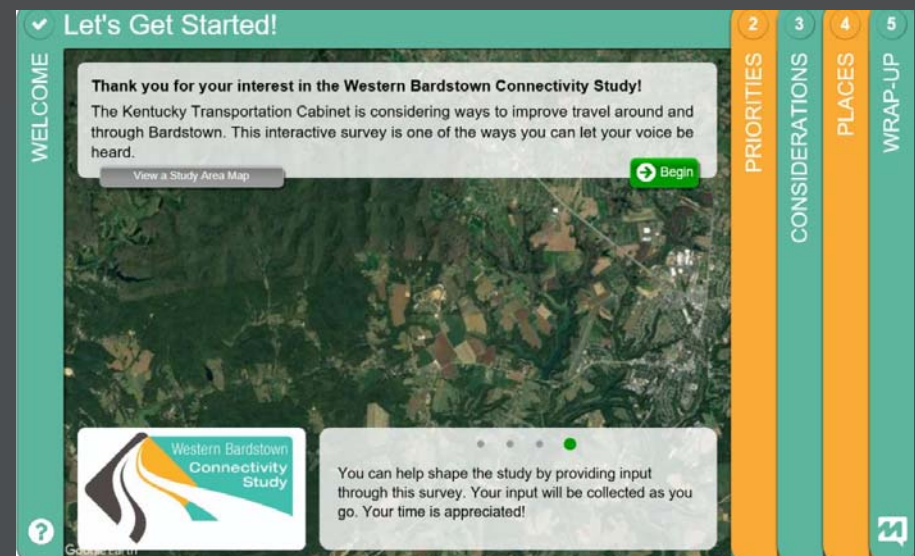 Let's Get Started!
WELCOME
Thank you for your interest in the Western Bardstown Connectivity Study!
The Kentucky Transportation Cabinet is considering ways to improve travel around and
through Bardstown. This interactive survey is one of the ways you can let your voice be
heard.
View a Study Area Map
Begin
Western Bardstown
Connectivity
Study
You can help shape the study by providing input
through this survey. Your input will be collected as you
go. Your time is appreciated!
?
Google Earth
2
PRIORITIES
3
CONSIDERATIONS
4
PLACES
5
WRAP-UP